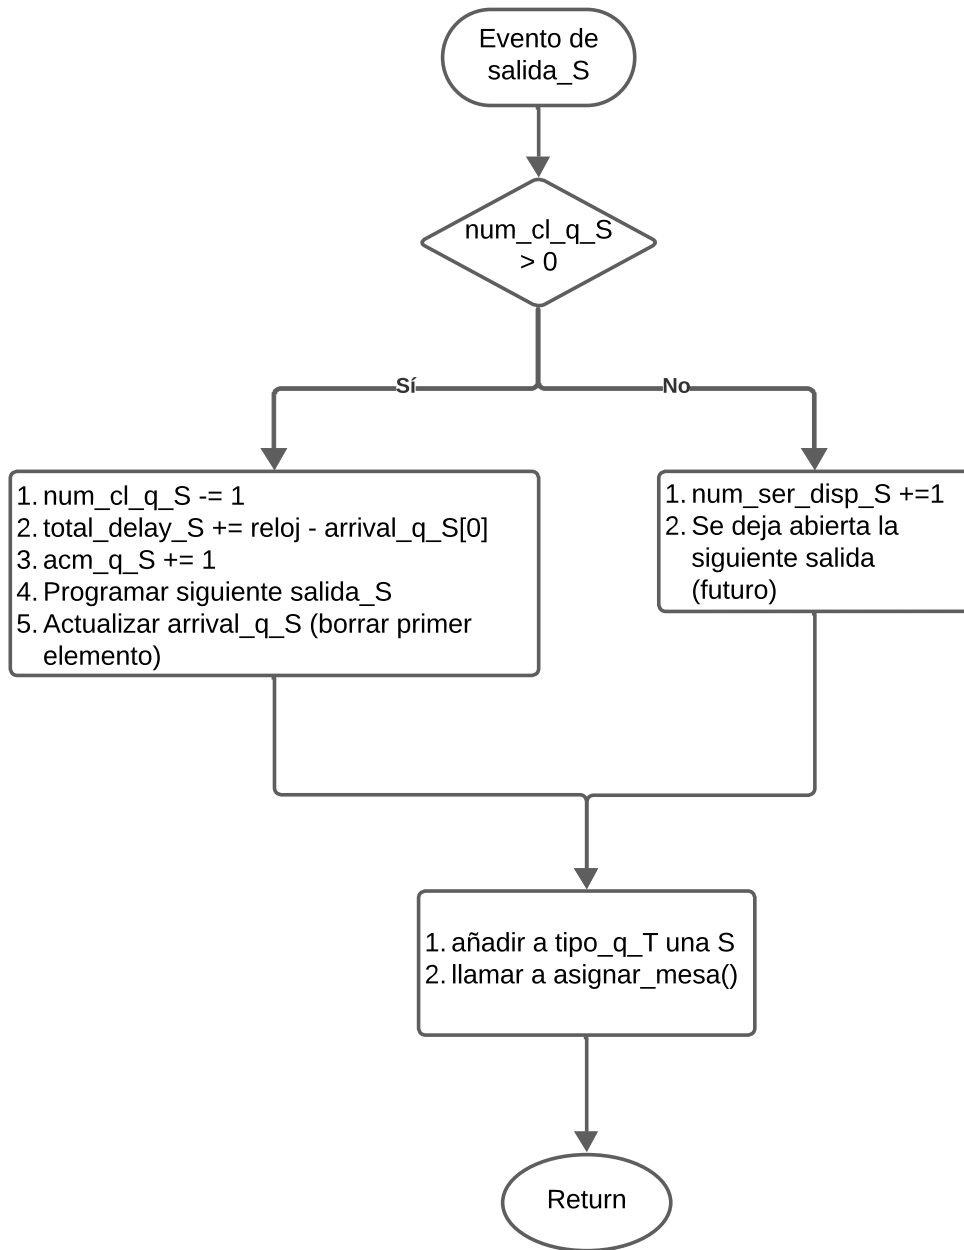 Evento de
salida_S
num_cl_q_S
> 0
Sí
No
1. num_cl_q_S -= 1
2. total_delay_S += reloj - arrival_q_S[0]
3. acm_q_S += 1
4. Programar siguiente salida_S
5. Actualizar arrival_q_S (borrar primer
elemento)
1. num_ser_disp_S +=1
2. Se deja abierta la
siguiente salida
(futuro)
1. añadir a tipo_q_T una S
2. llamar a asignar_mesa()
Return